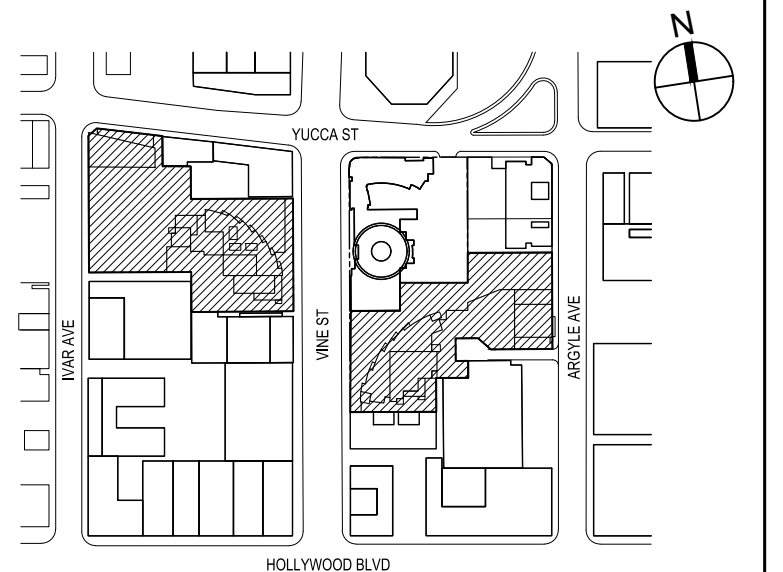 N
YUCCA ST
IVAR AVE
VINE ST
ARGYLE AVE
HOLLYWOOD BLVD